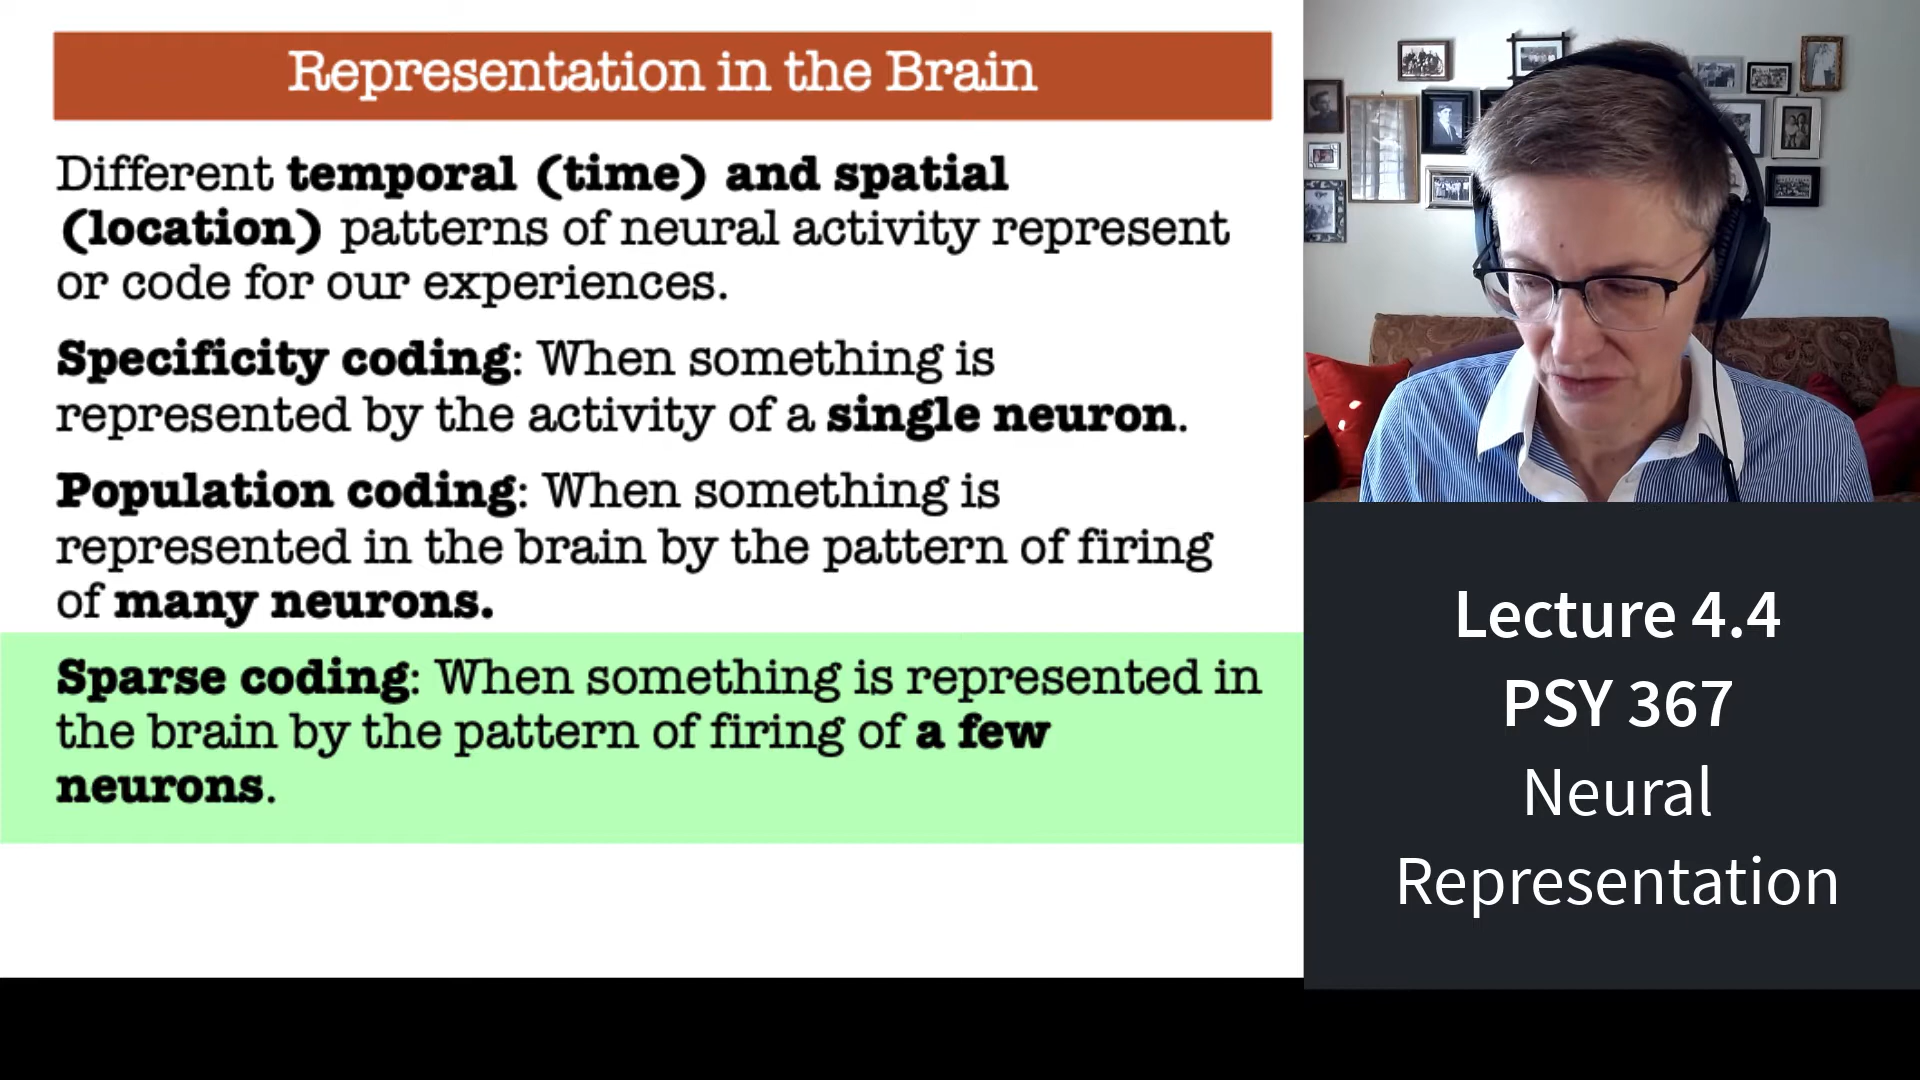 Representation in the Brain
Different temporal (time) and spatial
(location) patterns of neural activity represent
or code for our experiences.
Specificity coding: When something is
represented by the activity of a single neuron.
Population coding: When something is
represented in the brain by the pattern of firing
of many neurons.
Sparse coding: When something is represented in
the brain by the pattern of firing of a few
neurons.
Lecture 4.4
PSY 367
Neural
Representation